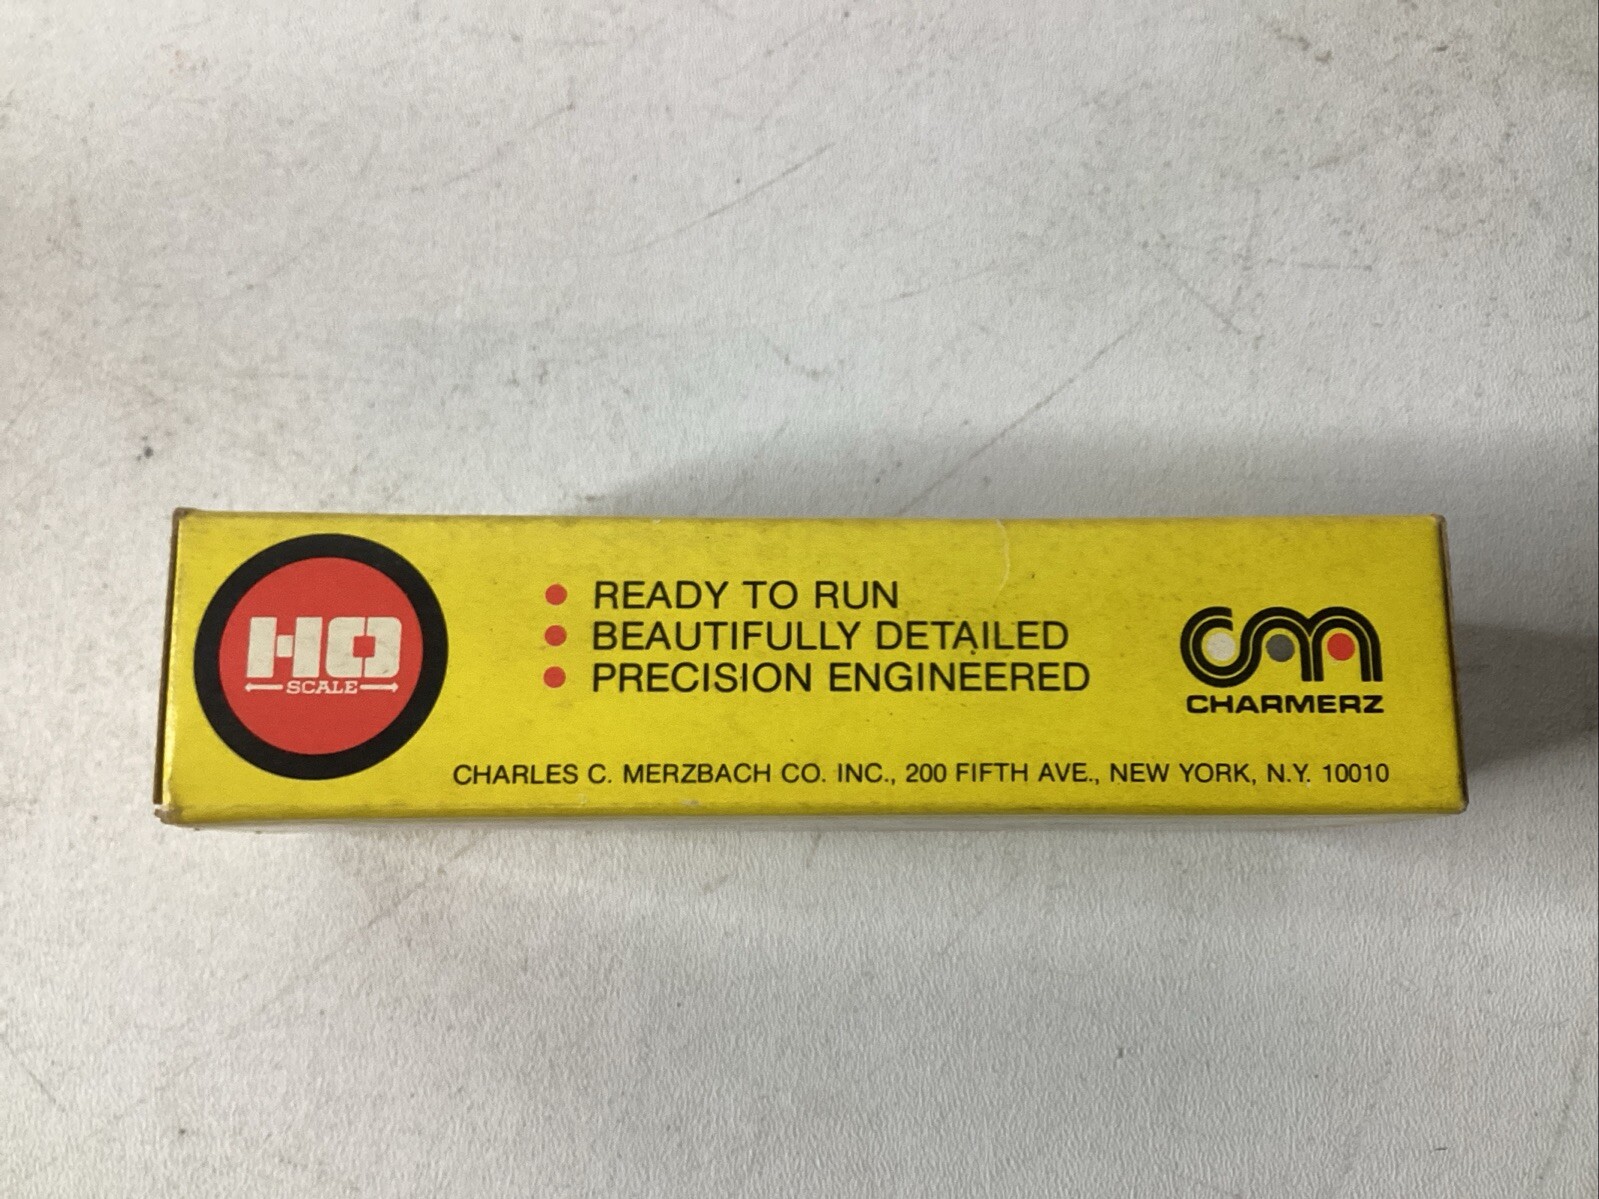 HO
SCALE
READY TO RUN
BEAUTIFULLY DETAILED
PRECISION ENGINEERED
cm
CHARMERZ
CHARLES C. MERZBACH CO. INC., 200 FIFTH AVE., NEW YORK, N.Y. 10010